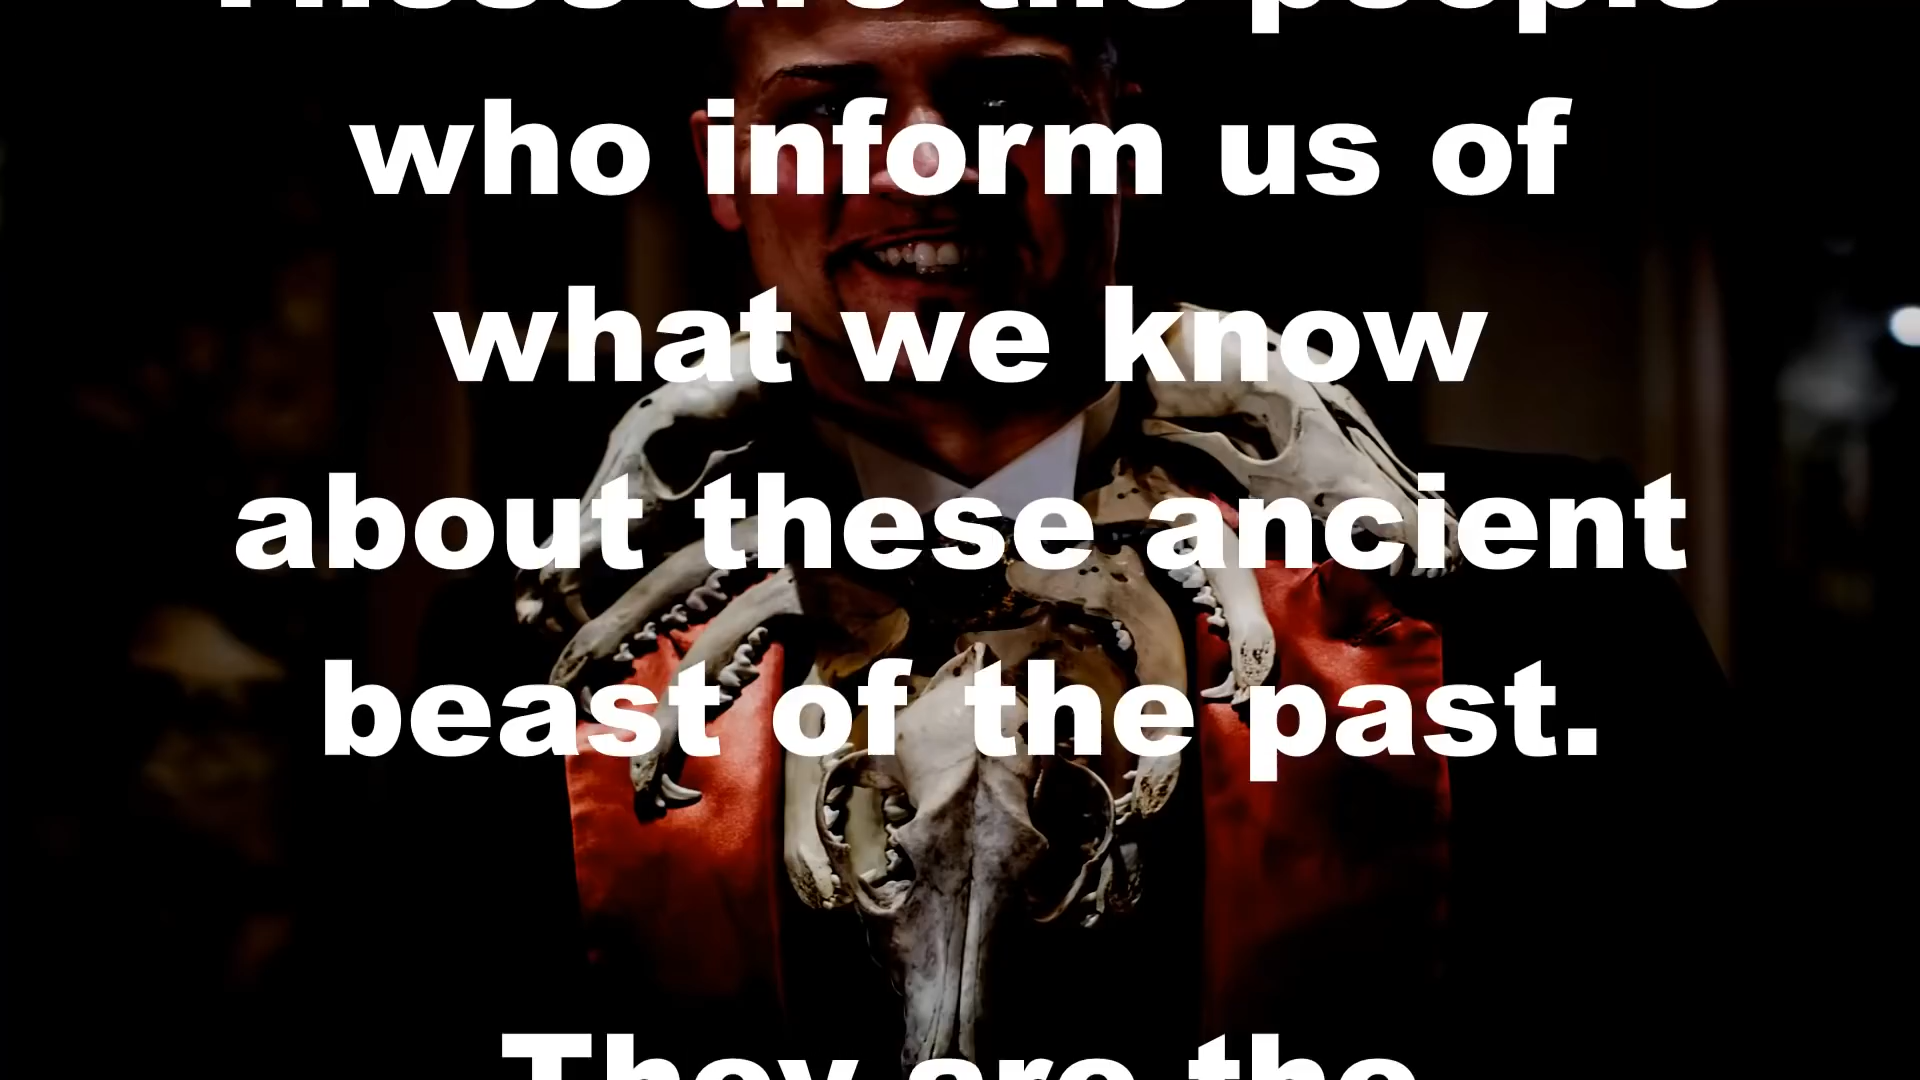 These are the people
who inform us of
what we know
about these ancient
beast of the past.
They are the